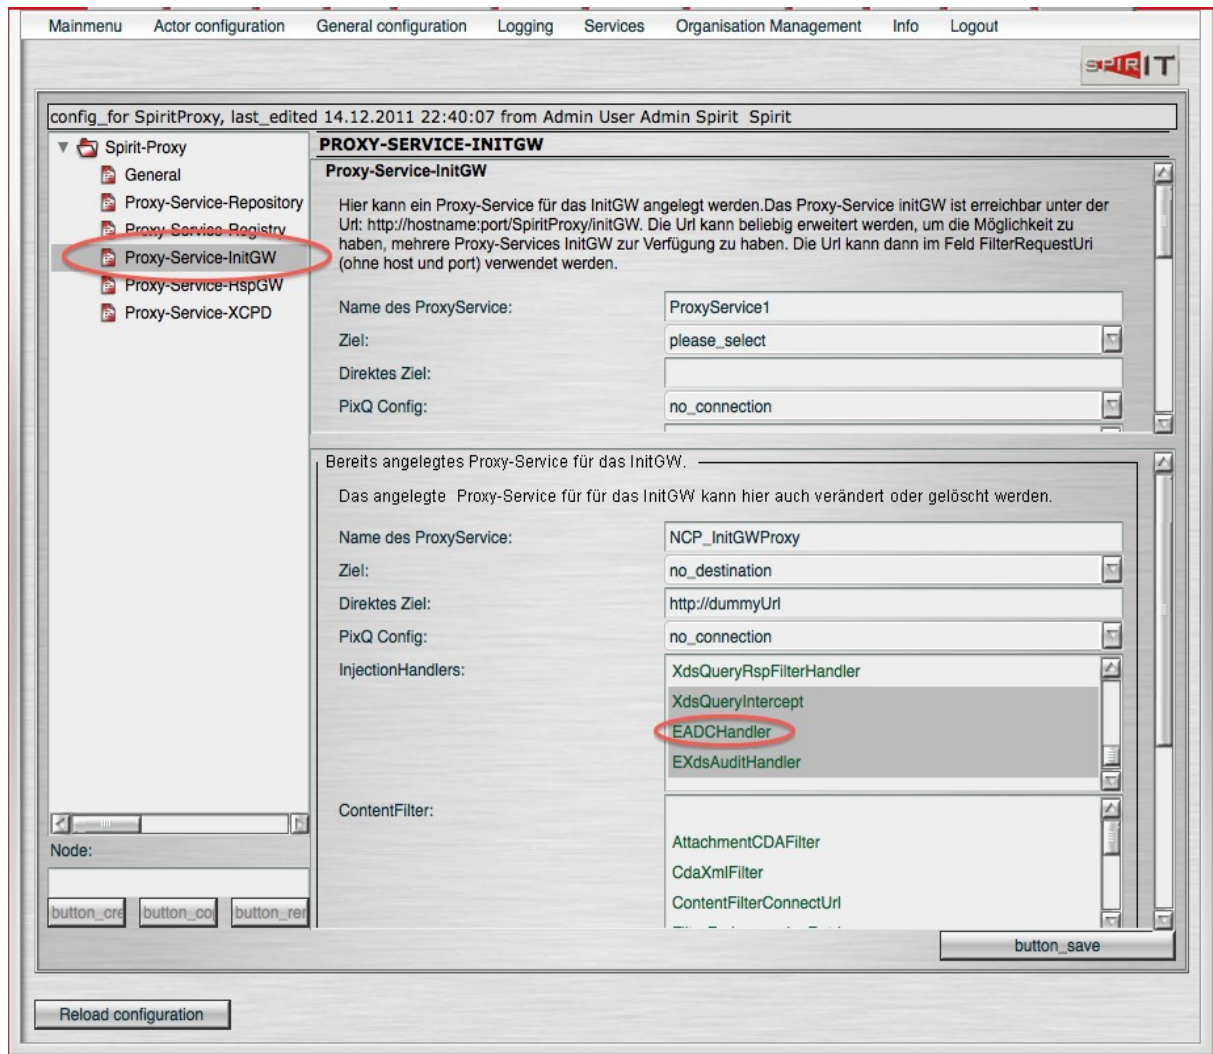 Mainmenu Actor configuration General configuration Logging Services Organisation Management Info Logout
SPIRIT
config_for SpiritProxy, last_edited 14.12.2011 22:40:07 from Admin User Admin Spirit Spirit
Spirit-Proxy
General
Proxy-Service-Repository
Proxy-Service-Registry
Proxy-Service-InitGW
Proxy-Service-RspGW
Proxy-Service-XCPD
PROXY-SERVICE-INITGW
Proxy-Service-InitGW
Hier kann ein Proxy-Service für das InitGW angelegt werden.Das Proxy-Service initGW ist erreichbar unter der
Url: http://hostname:port/SpiritProxy/initGW. Die Url kann beliebig erweitert werden, um die Möglichkeit zu
haben, mehrere Proxy-Services InitGW zur Verfügung zu haben. Die Url kann dann im Feld FilterRequestUri
(ohne host und port) verwendet werden.
Name des ProxyService: ProxyService1
Ziel: please_select
Direktes Ziel:
PixQ Config: no_connection
Bereits angelegtes Proxy-Service für das InitGW.
Das angelegte Proxy-Service für für das InitGW kann hier auch verändert oder gelöscht werden.
Name des ProxyService: NCP_InitGWProxy
Ziel: no_destination
Direktes Ziel: http://dummyUrl
PixQ Config: no_connection
InjectionHandlers: XdsQueryRspFilterHandler
XdsQueryIntercept
EADCHandler
EXdsAuditHandler
ContentFilter:
AttachmentCDAFilter
CdaXmlFilter
ContentFilterConnectUrl
Node:
button_cre button_co button_rer
button_save
Reload configuration